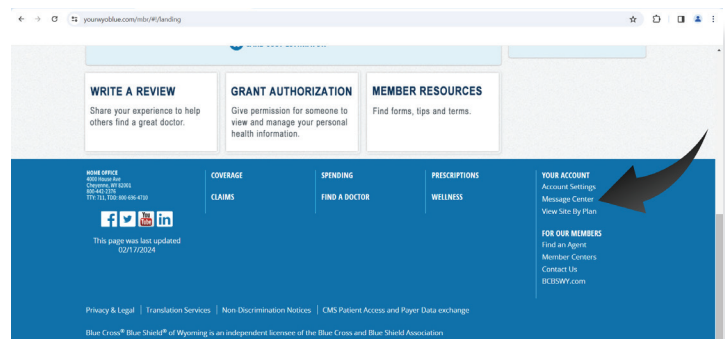 yourwyoblue.com/mbr/#!/landing
WRITE A REVIEW
Share your experience to help
others find a great doctor.
GRANT AUTHORIZATION
Give permission for someone to
view and manage your personal
health information.
MEMBER RESOURCES
Find forms, tips and terms.
HOME OFFICE
4000 House Ave
Cheyenne, WY 82001
800-442-2376
TTY: 711, TDD: 800-696-4710
You
Tube
This page was last updated
02/17/2024
COVERAGE
CLAIMS
SPENDING
FIND A DOCTOR
PRESCRIPTIONS
WELLNESS
YOUR ACCOUNT
Account Settings
Message Center
View Site By Plan
FOR OUR MEMBERS
Find an Agent
Member Centers
Contact Us
BCBSWY.com
Privacy & Legal | Translation Services | Non-Discrimination Notices | CMS Patient Access and Payer Data exchange
Blue Cross® Blue Shield® of Wyoming is an independent licensee of the Blue Cross and Blue Shield Association